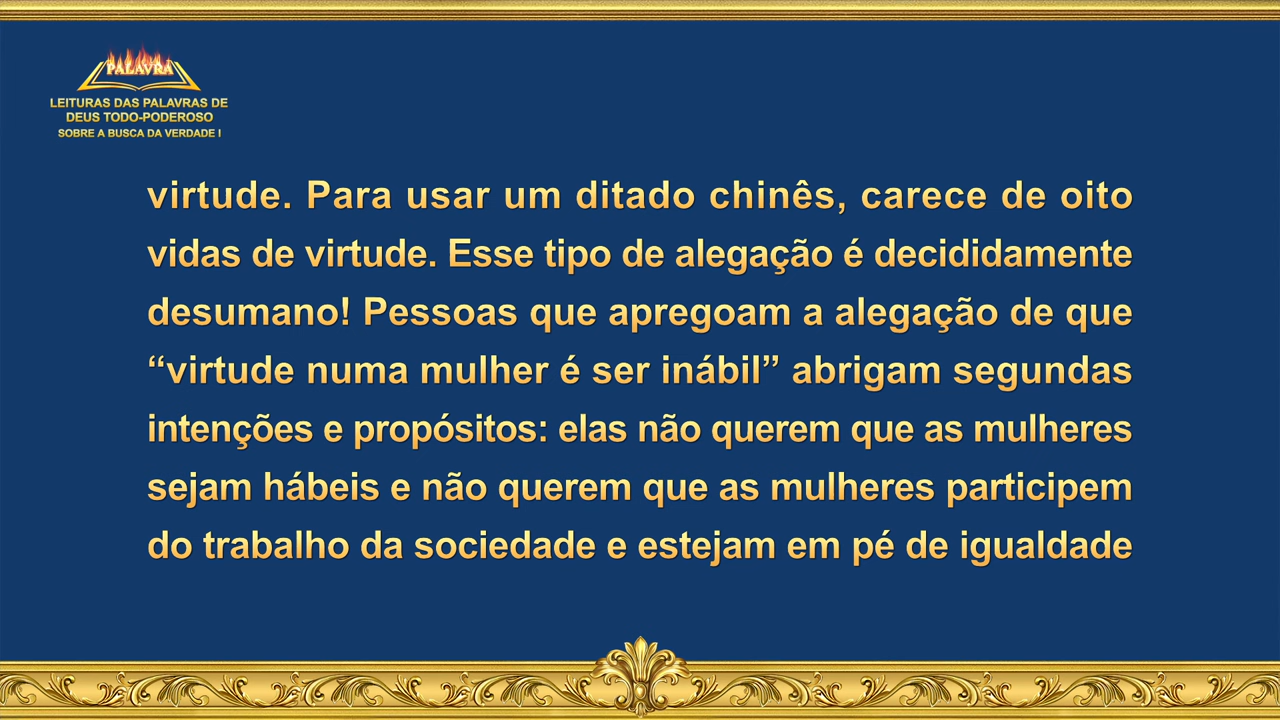 PALAVRA
LEITURAS DAS PALAVRAS DE
DEUS TODO-PODEROSO
SOBRE A BUSCA DA VERDADE I
virtude. Para usar um ditado chinês, carece de oito
vidas de virtude. Esse tipo de alegação é decididamente
desumano! Pessoas que apregoam a alegação de que
“virtude numa mulher é ser inábil” abrigam segundas
intenções e propósitos: elas não querem que as mulheres
sejam hábeis e não querem que as mulheres participem
do trabalho da sociedade e estejam em pé de igualdade